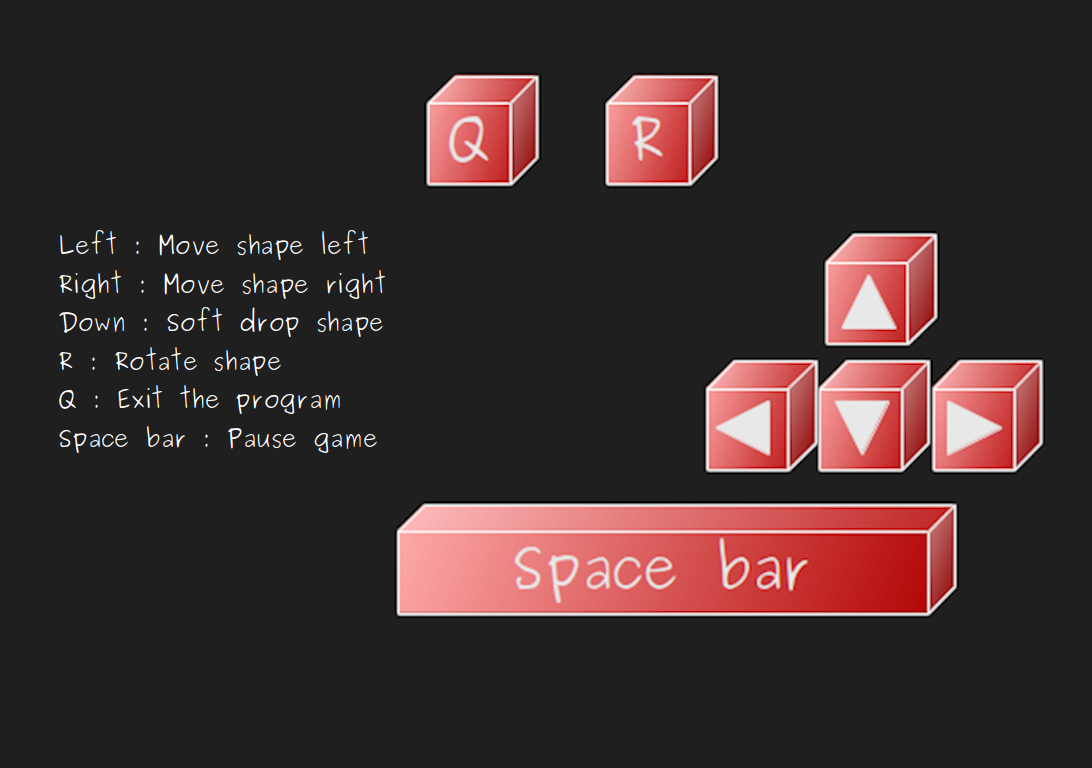 Q R
Left : Move shape left
Right : Move shape right
Down : Soft drop shape
R : Rotate shape
Q : Exit the program
Space bar : Pause game
Space bar